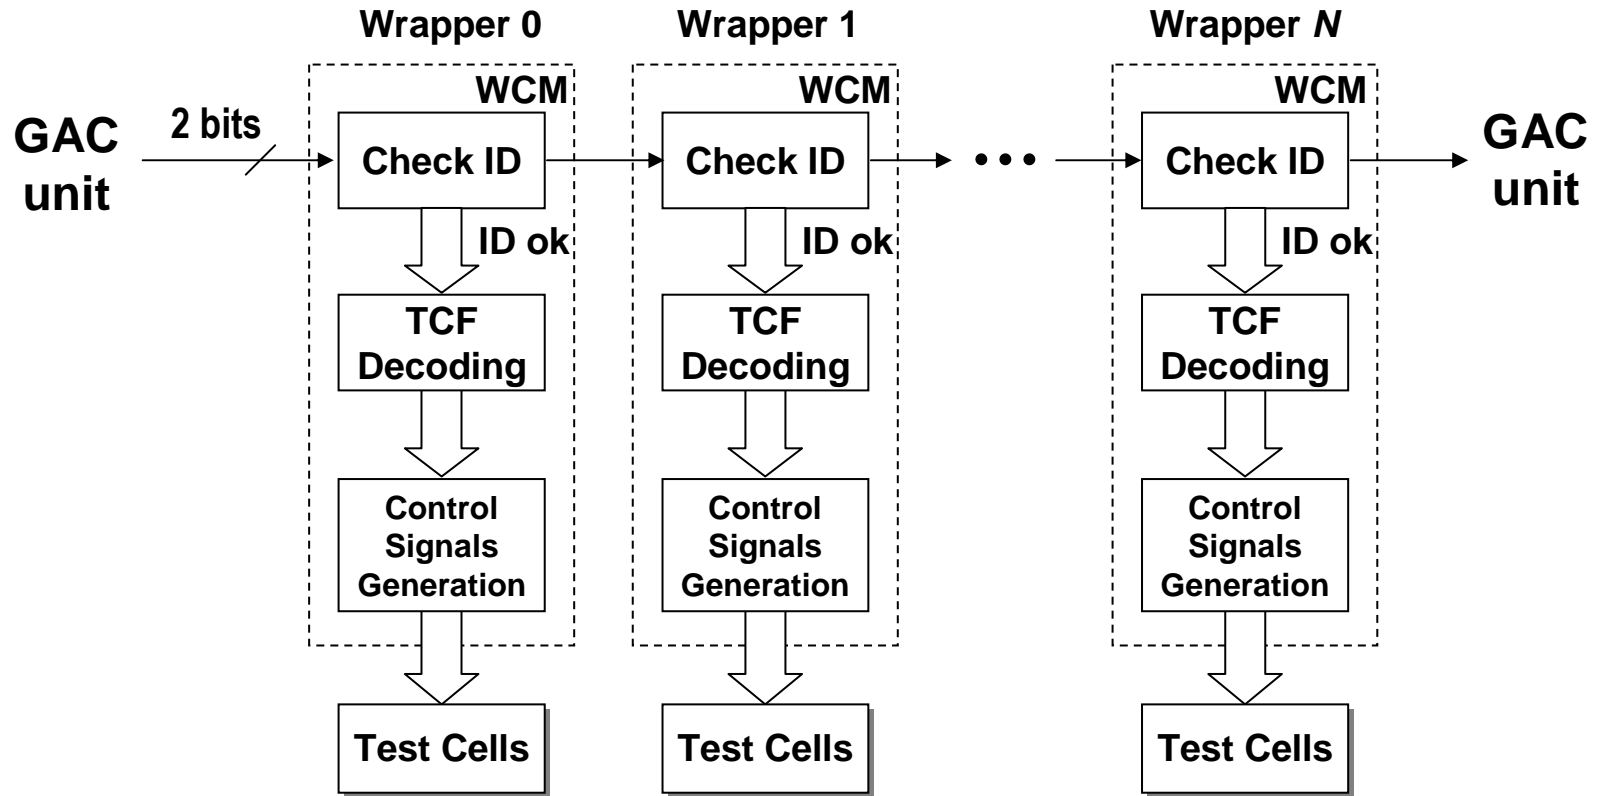 Wrapper 0
Wrapper 1
Wrapper N
WCM
WCM
WCM
GAC
unit
2 bits
Check ID
Check ID
Check ID
GAC
unit
ID ok
ID ok
ID ok
TCF
Decoding
TCF
Decoding
TCF
Decoding
Control
Signals
Generation
Control
Signals
Generation
Control
Signals
Generation
Test Cells
Test Cells
Test Cells